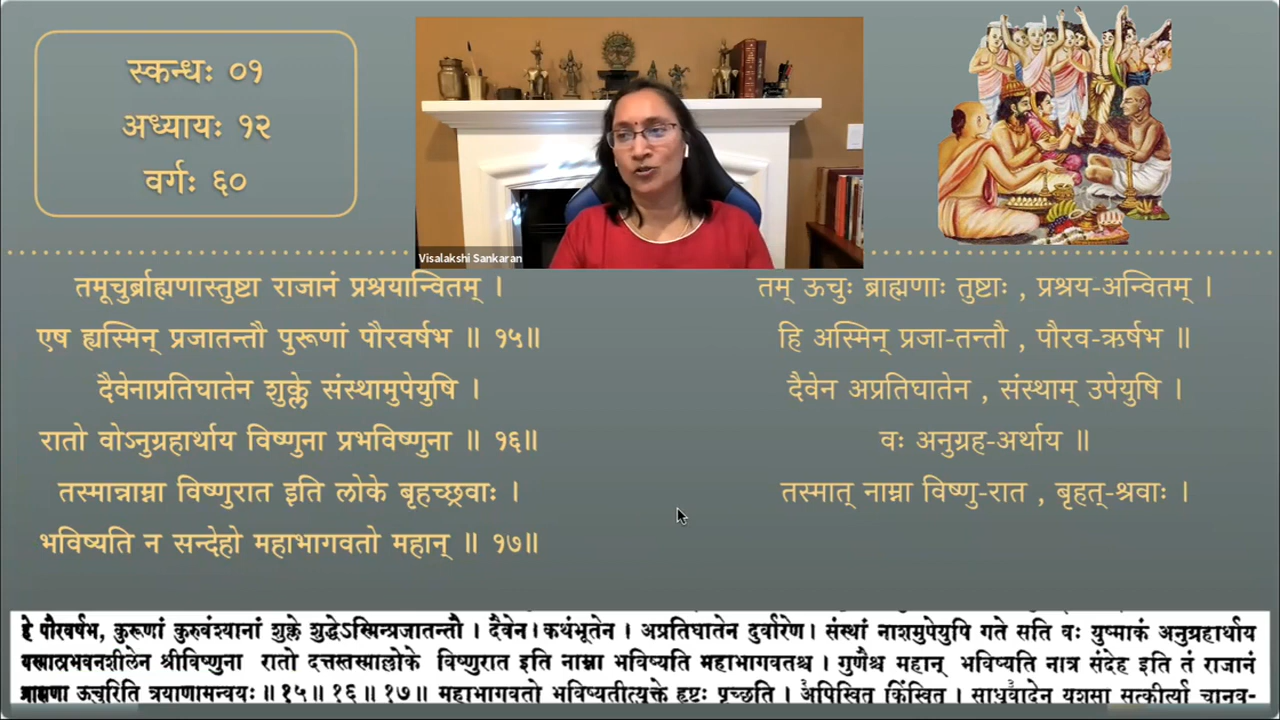 स्कन्धः ०१
अध्यायः १२
वर्गः ६०
Visalakshi Sankaran
तमूचुर्ब्राह्मणास्तुष्टा राजानं प्रश्रयान्वितम् ।
एष ह्यस्मिन् प्रजातन्तौ पुरूणां पौरवर्षभ ॥ १५॥
दैवेनाप्रतिघातेन शुक्ले संस्थामुपेयुषि ।
रातो वोऽनुग्रहार्थाय विष्णुना प्रभविष्णुना ॥ १६॥
तस्मान्नाम्ना विष्णुरात इति लोके बृहच्छ्रवाः ।
भविष्यति न सन्देहो महाभागवतो महान् ॥ १७॥
तम् ऊचुः ब्राह्मणाः तुष्टाः , प्रश्रय-अन्वितम् ।
हि अस्मिन् प्रजा-तन्तौ , पौरव-ऋर्षभ ॥
दैवेन अप्रतिघातेन , संस्थाम् उपेयुषि ।
वः अनुग्रह-अर्थाय ॥
तस्मात् नाम्ना विष्णु-रात , बृहत्-श्रवाः ।
हे पौरवर्षभ, कुरूणां कुरुवंश्यानां शुक्ले शुद्धेऽस्मिन्प्रजातन्तौ । दैवेन । कथंभूतेन । अप्रतिघातेन दुर्वारेण । संस्थां नाशमुपेयुषि गते सति वः युष्माकं अनुग्रहार्थाय
श्रीविष्णुना रातो दत्तस्तस्माल्लोके विष्णुरात इति नाम्ना भविष्यति महाभागवतश्च । गुणैश्च महान् भविष्यति नात्र संदेह इति तं राजानं
ब्राह्मणा ऊचुरिति त्रयाणामन्वयः ॥ १५ ॥ १६ ॥ १७ ॥ महाभागवतो भविष्यतीत्युक्ते हृष्टः पृच्छति । अपिस्वित् किंस्वित् । साधुवादेन यशसा सत्कीर्त्या चानव-